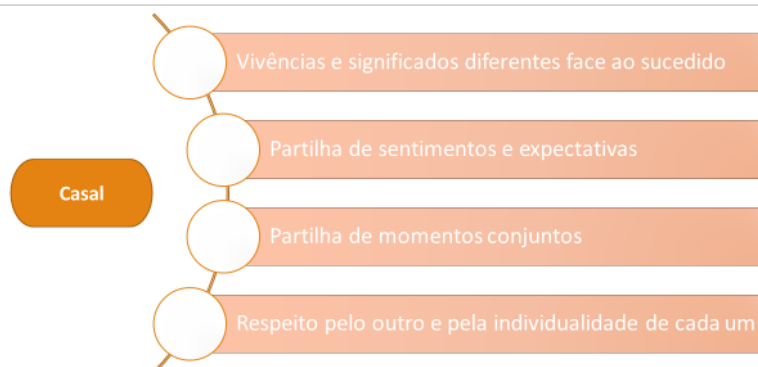 Vivências e significados diferentes face ao sucedido
Partilha de sentimentos e expectativas
Casal
Partilha de momentos conjuntos
Respeito pelo outro e pela individualidade de cada um